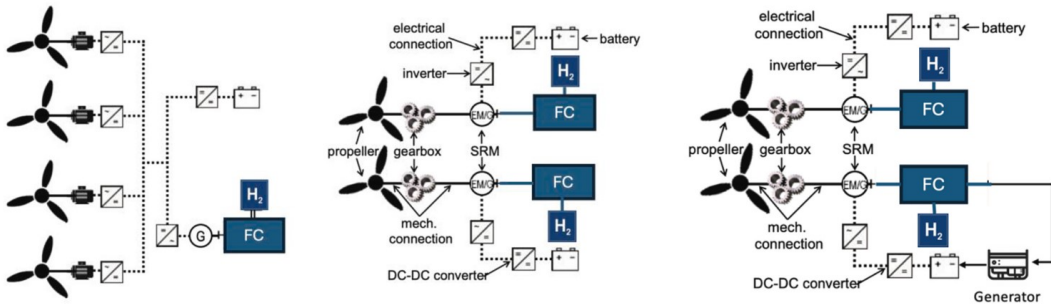 H2
FC
G
electrical
connection
battery
inverter
H2
FC
EM/G
propeller
gearbox
SRM
FC
EM/G
H2
mech.
connection
DC-DC converter
electrical
connection
battery
inverter
H2
FC
EM/G
propeller
gearbox
SRM
FC
EM/G
H2
mech.
connection
DC-DC converter
Generator